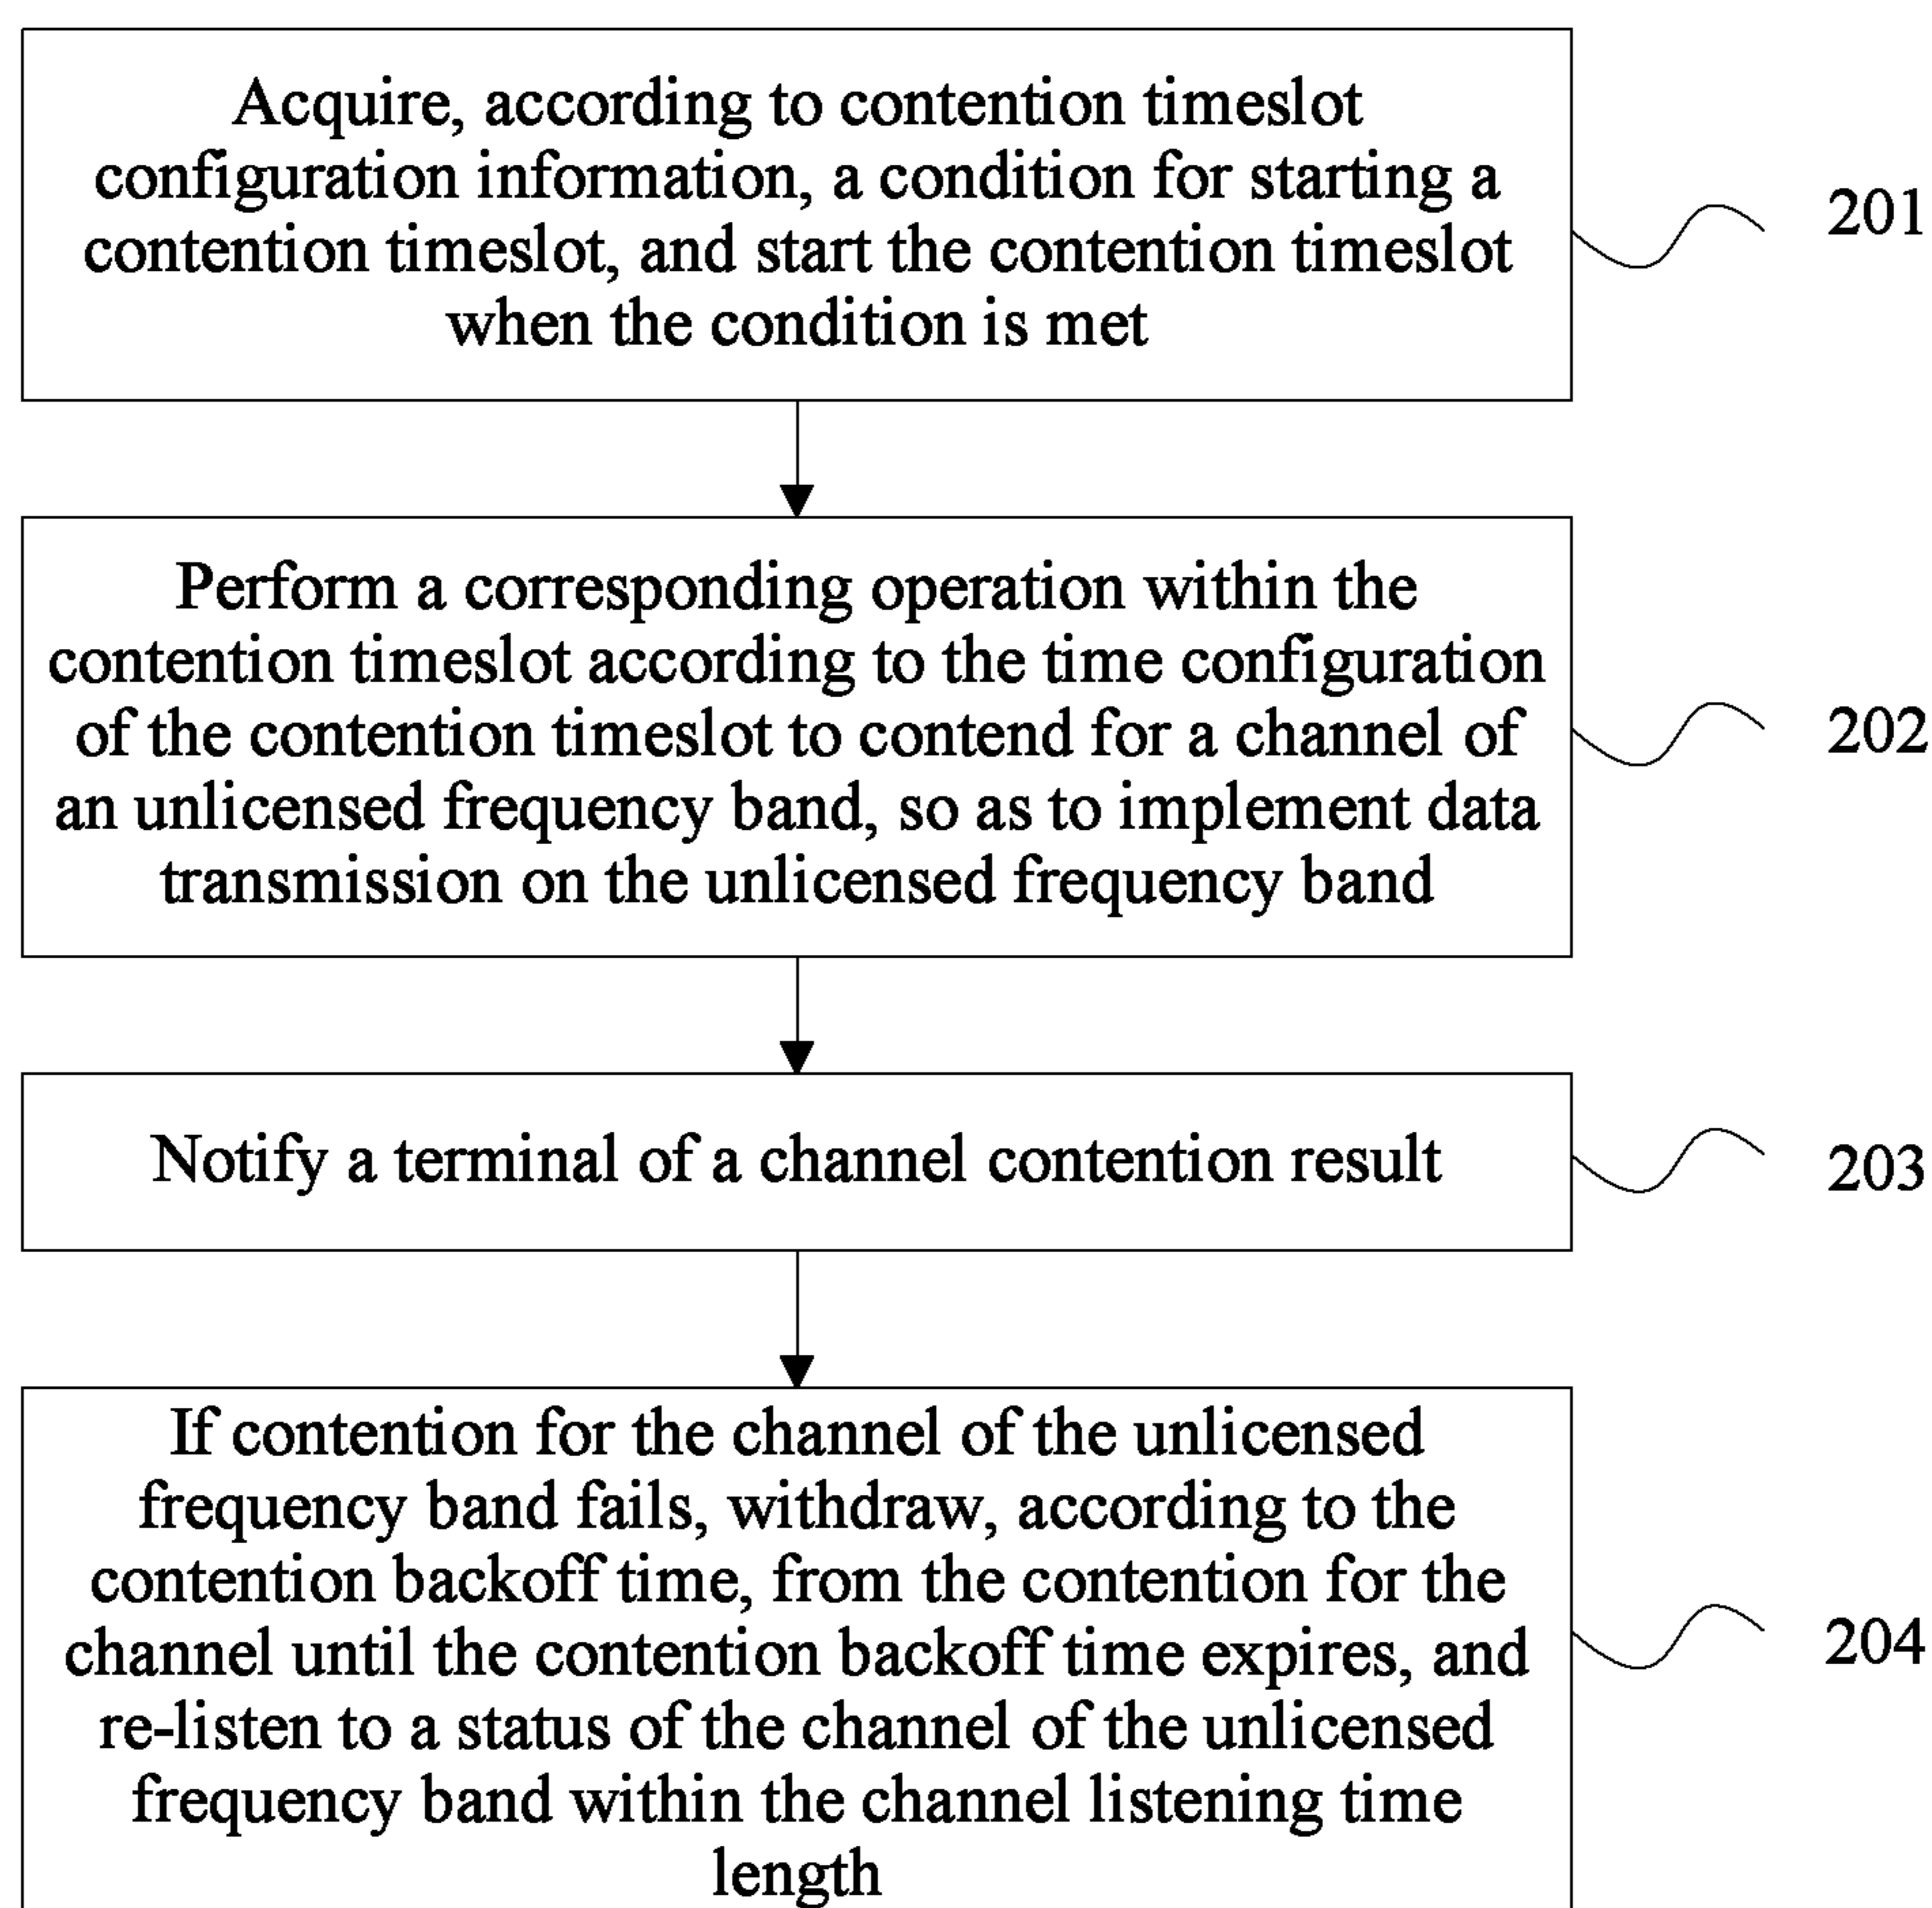 Acquire, according to contention timeslot
configuration information, a condition for starting a
contention timeslot, and start the contention timeslot
when the condition is met
201
Perform a corresponding operation within the
contention timeslot according to the time configuration
of the contention timeslot to contend for a channel of
an unlicensed frequency band, so as to implement data
transmission on the unlicensed frequency band
202
Notify a terminal of a channel contention result
203
If contention for the channel of the unlicensed
frequency band fails, withdraw, according to the
contention backoff time, from the contention for the
channel until the contention backoff time expires, and
re-listen to a status of the channel of the unlicensed
frequency band within the channel listening time
length
204